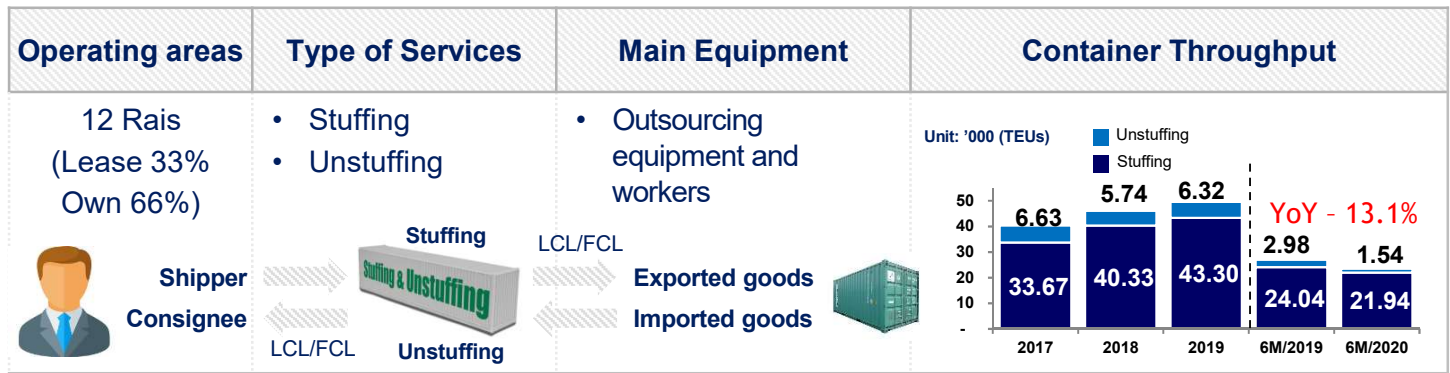 Operating areas
Type of Services
Main Equipment
Container Throughput
12 Rais
(Lease 33%
Own 66%)
• Stuffing
• Unstuffing
• Outsourcing
equipment and
workers
Shipper
Consignee
LCL/FCL
Stuffing
Stuffing & Unstuffing
Unstuffing
LCL/FCL
Exported goods
Imported goods
Unit: ’000 (TEUs)
Unstuffing
Stuffing
50
40
30
20
10
-
6.63
5.74
6.32
YoY - 13.1%
2.98
1.54
33.67
40.33
43.30
24.04
21.94
2017
2018
2019
6M/2019
6M/2020